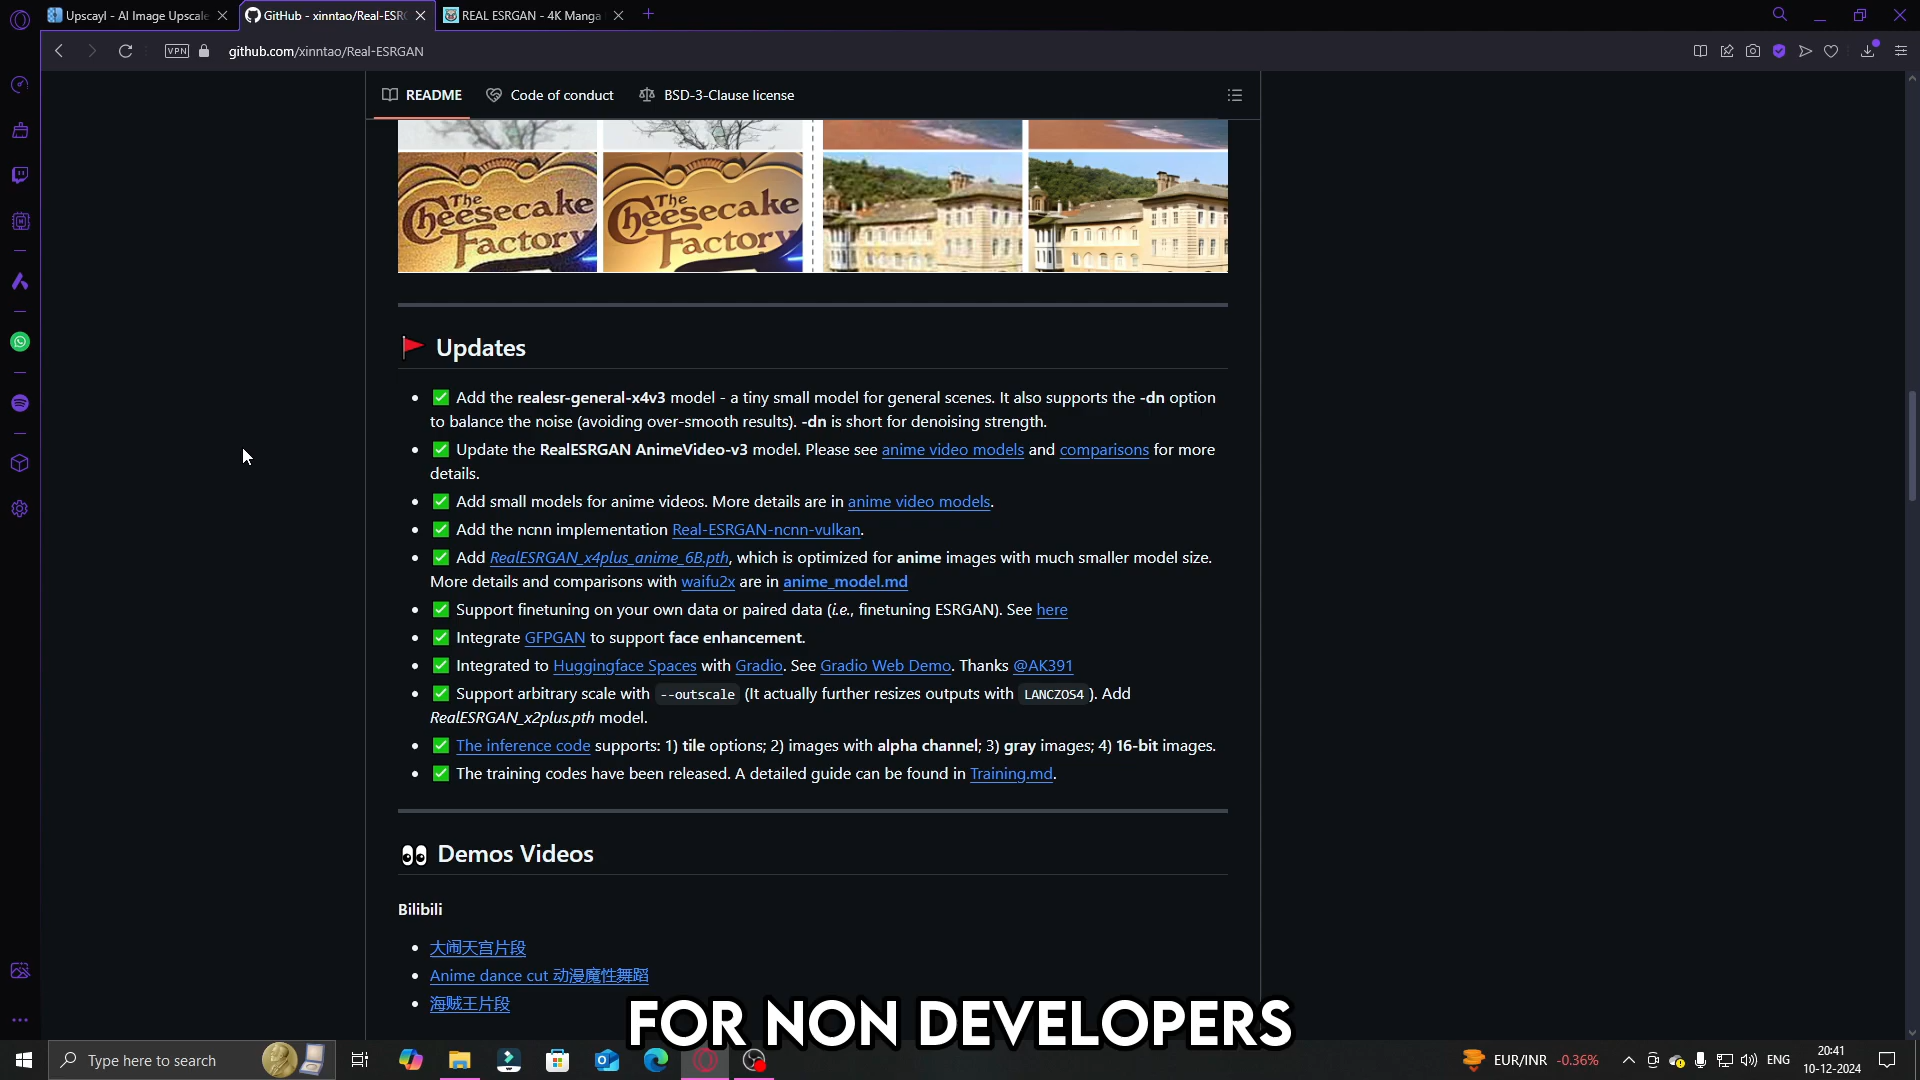 Upscayl - AI Image Upscale
GitHub - xinntao/Real-ESR
REAL ESRGAN - 4K Manga
VPN
github.com/xinntao/Real-ESRGAN
README
Code of conduct
BSD-3-Clause license
The Cheesecake Factory
The Cheesecake Factory
Updates
Add the realesr-general-x4v3 model - a tiny small model for general scenes. It also supports the -dn option
to balance the noise (avoiding over-smooth results). -dn is short for denoising strength.
Update the RealESRGAN AnimeVideo-v3 model. Please see anime video models and comparisons for more
details.
Add small models for anime videos. More details are in anime video models.
Add the ncnn implementation Real-ESRGAN-ncnn-vulkan.
Add RealESRGAN_x4plus_anime_6B.pth, which is optimized for anime images with much smaller model size.
More details and comparisons with waifu2x are in anime_model.md
Support finetuning on your own data or paired data (i.e., finetuning ESRGAN). See here
Integrate GFPGAN to support face enhancement.
Integrated to Huggingface Spaces with Gradio. See Gradio Web Demo. Thanks @AK391
Support arbitrary scale with --outscale (It actually further resizes outputs with LANCZOS4). Add
RealESRGAN_x2plus.pth model.
The inference code supports: 1) tile options; 2) images with alpha channel; 3) gray images; 4) 16-bit images.
The training codes have been released. A detailed guide can be found in Training.md.
Demos Videos
Bilibili
大闹天宫片段
Anime dance cut 动漫魔性舞蹈
海贼王片段
FOR NON DEVELOPERS
Type here to search
EUR/INR -0.36%
ENG
20:41
10-12-2024